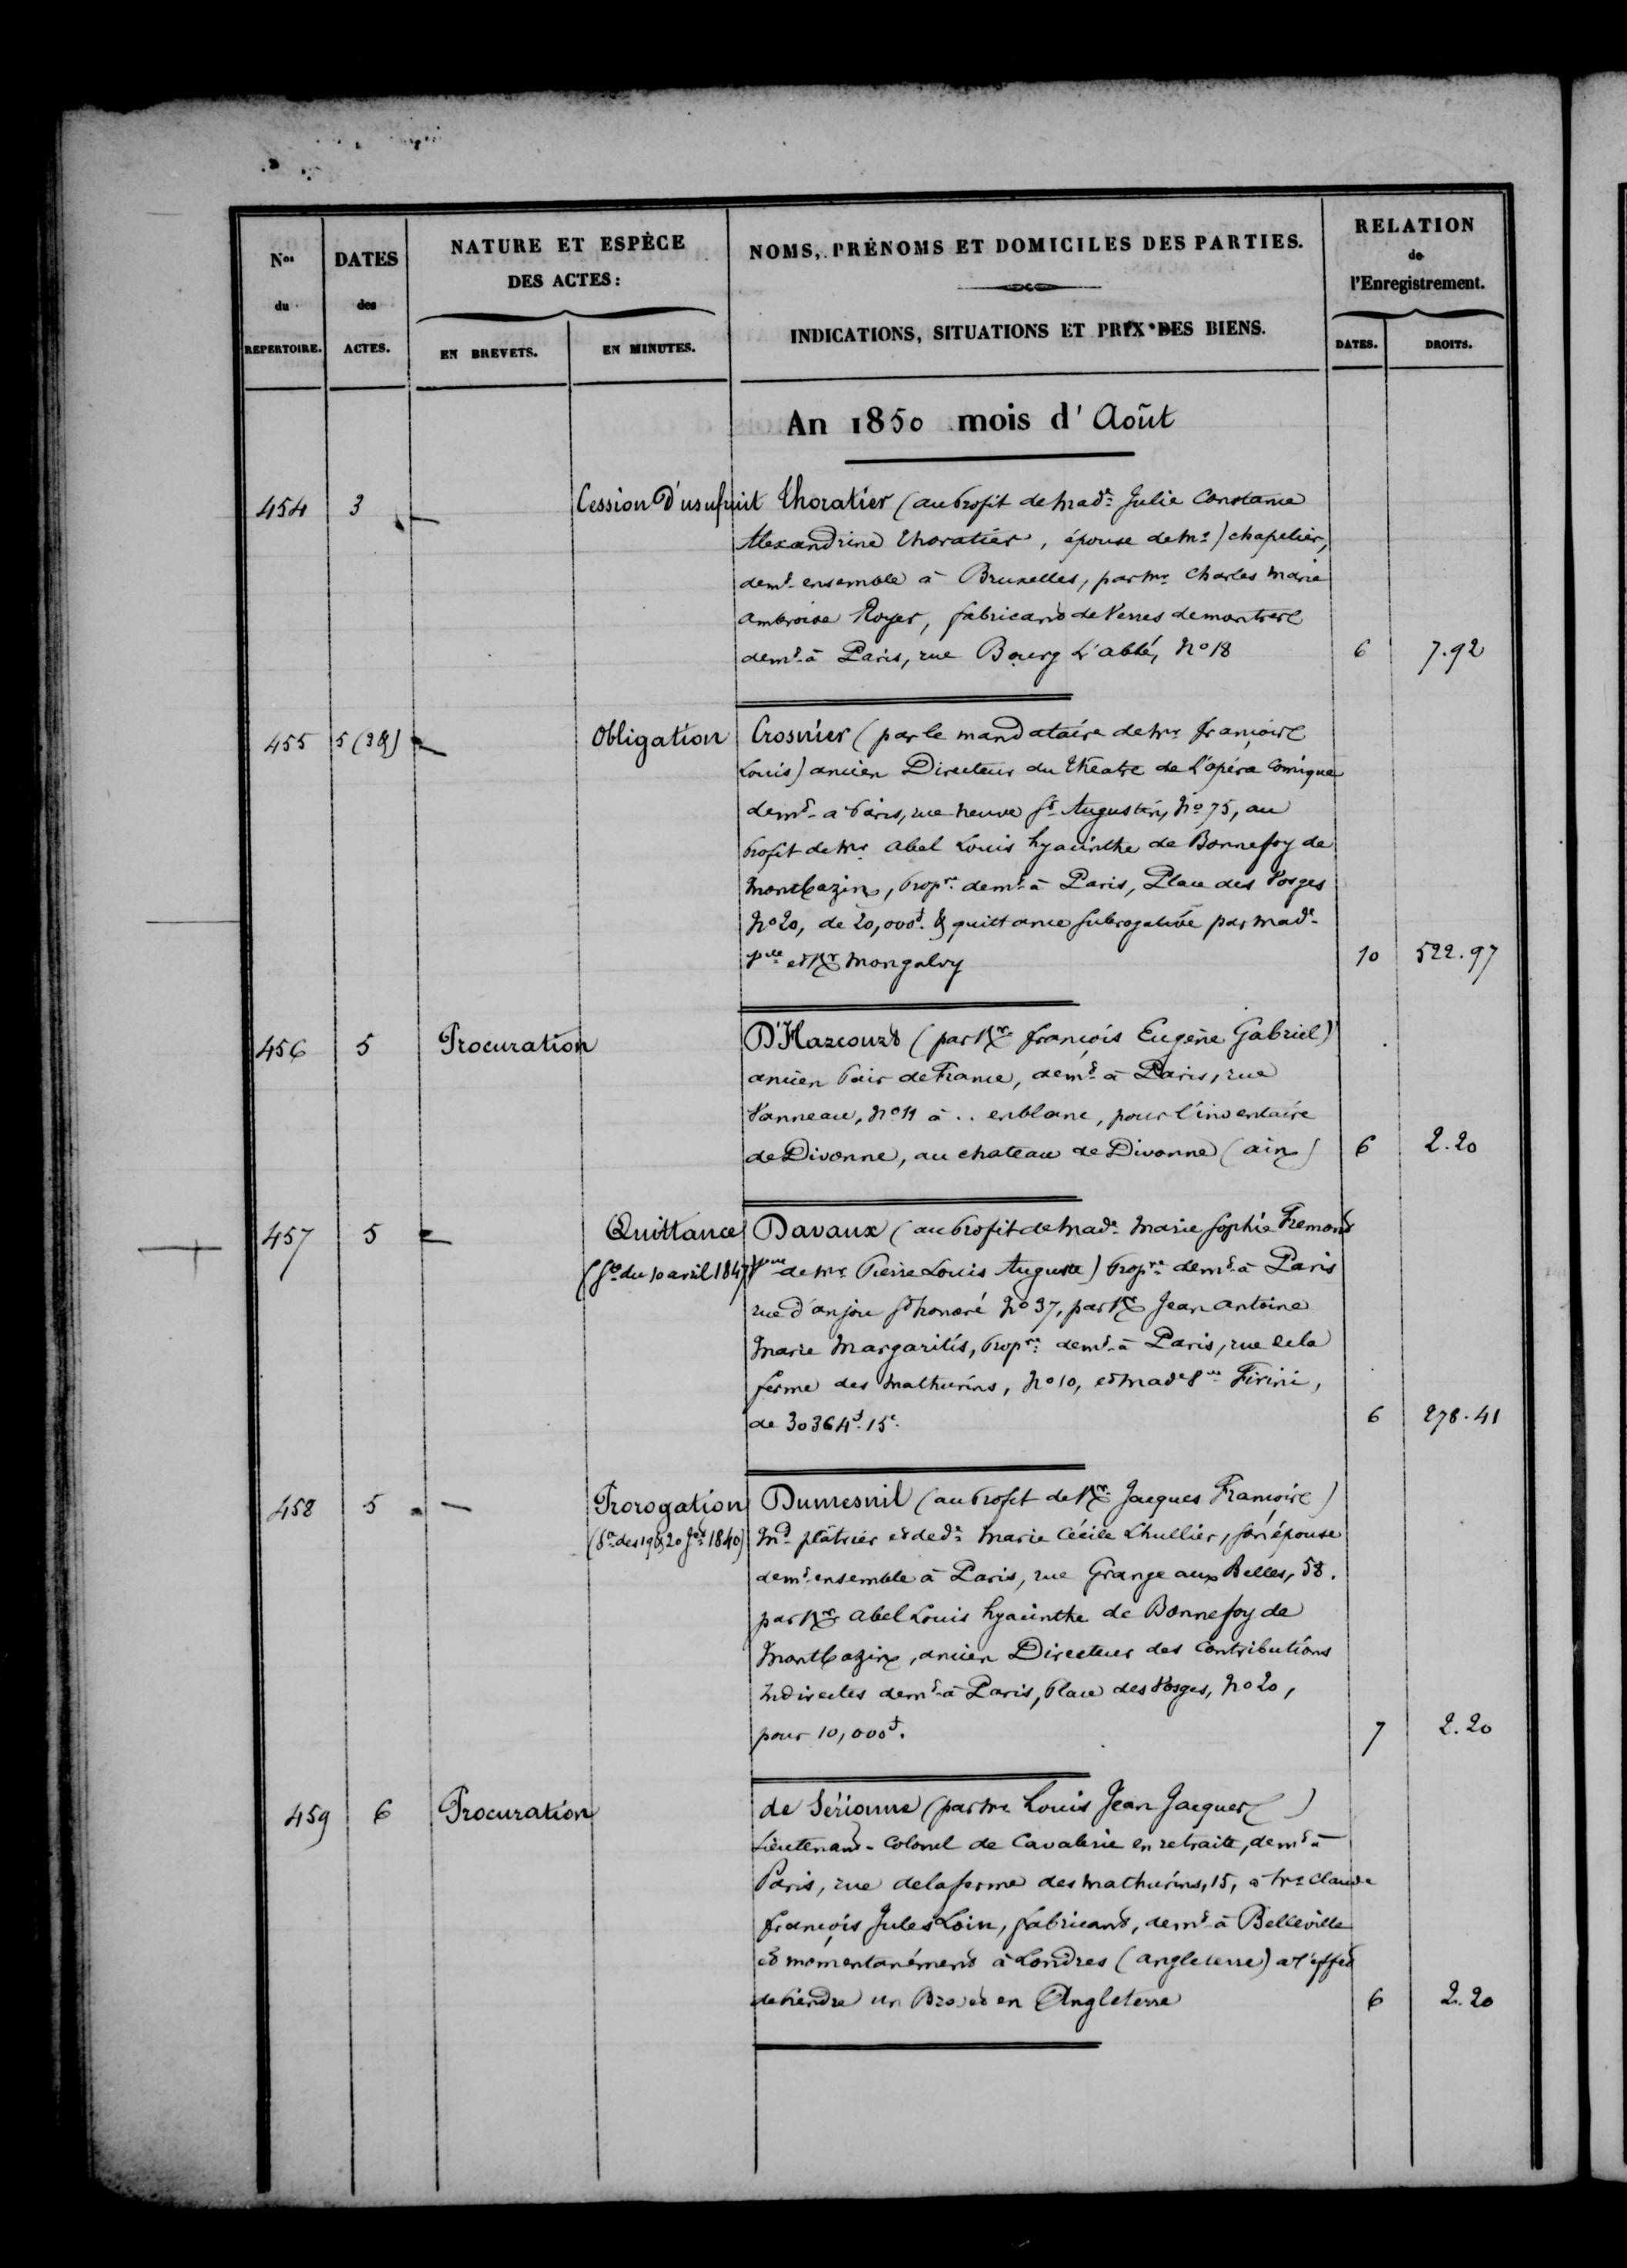 Nos du REPERTOIRE.
DATES des ACTES.
NATURE ET ESPÈCE DES ACTES:
EN BREVETS.
EN MINUTES.
NOMS, PRÉNOMS ET DOMICILES DES PARTIES.
INDICATIONS, SITUATIONS ET PRIX DES BIENS.
RELATION de l'Enregistrement.
DATES.
DROITS.
An 1850 mois d'Août
454 3 — Cession d'usufruit Thoratier (au profit de Made Julie Constance
Alexandrine Thoratier, épouse de Mr) chapelier,
demt ensemble à Bruxelles, par Mr Charles Marie
Ambroise Royer, fabricant de Verres de montres
demt à Paris, rue Bourg L'abbé, No 18 6 7.92
455 5 (3&) — Obligation Crosnier (par le mandataire de Mr François
Louis) ancien Directeur du Théatre de L'opéra Comique
demt a Paris, rue neuve St Augustin, No 75, au
profit de Mr Abel Louis hyacinthe de Bonnefoy de
Montbazin, propre demt à Paris, Place des Vosges
No 20, de 20,000f. & quittance subrogative par Made
Vve et Mr Mongalvy 10 522.97
456 5 Procuration D'Harcourt (par Mr françois Eugène Gabriel)
ancien Pair de France, demt à Paris, rue
Vanneau, No 11 à .. en blanc, pour l'inventaire
de Divonne, au chateau de Divonne (ain) 6 2.20
457 5 — Quittance Davaux (au profit de Made Marie Sophie Fremont
(Se du 10 avril 1847) Veuve de Mr Pierre Louis Auguste) propre demt à Paris
rue d'anjou St honoré No 37, par Mr Jean Antoine
Marie Margaritis, propre demt à Paris, rue de la
ferme des Mathurins, No 10, et Made Firini,
de 30364f. 15c. 6 278.41
458 5 — Prorogation Dumesnil (au profit de Mr Jacques François)
(des 19 & 20 1840) Md plâtrier et de de Marie Cécile Lhullier, son épouse
demt ensemble à Paris, rue Grange aux Belles, 58.
par Mr Abel Louis hyacinthe de Bonnefoy de
Montbazin, ancien Directeur des Contributions
Indirectes demt à Paris, place des Vosges, No 20,
pour 10,000f. 7 2.20
459 6 Procuration de Sérionne (par Mr Louis Jean Jacques)
Lieutenant-Colonel de Cavalerie en retraite, demt à
Paris, rue de la ferme des Mathurins, 15, à Mr Claude
françois Jules Loin, fabricant, demt à Belleville
et momentanément à Londres (angleterre) a l'effet
de prendre un Brevet en Angleterre 6 2.20